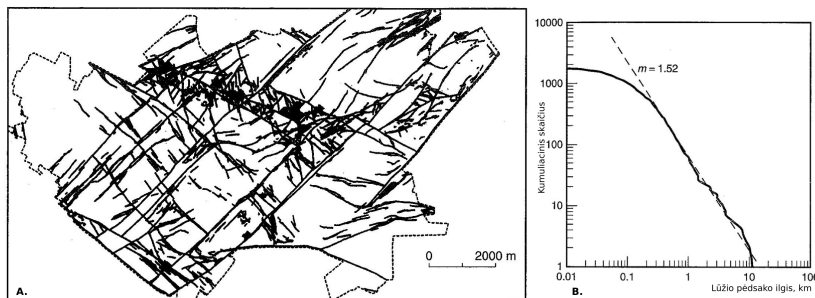 0 2000 m
A.
Kumuliacinis skaičius
10000
1000
100
10
1
m = 1.52
0.01 0.1 1 10 100
B. Lūžio pėdsako ilgis, km